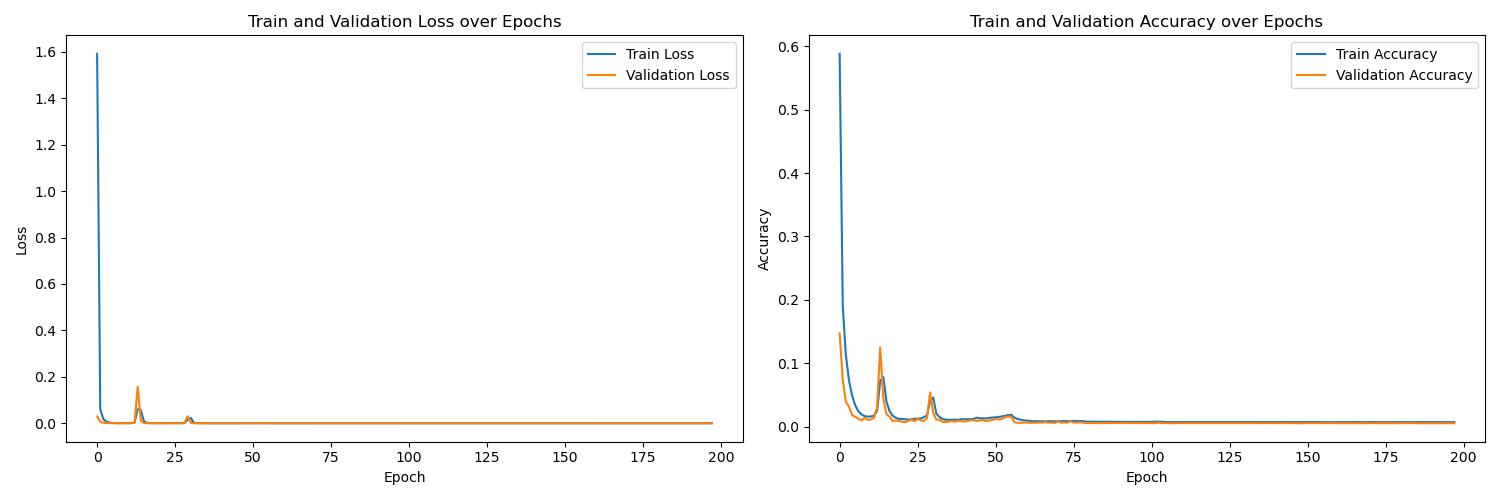 Train and Validation Loss over Epochs
1.6
1.4
1.2
1.0
0.8
0.6
0.4
0.2
0.0
Loss
Train Loss
Validation Loss
0 25 50 75 100 125 150 175 200
Epoch
Train and Validation Accuracy over Epochs
0.6
0.5
0.4
0.3
0.2
0.1
0.0
Accuracy
Train Accuracy
Validation Accuracy
0 25 50 75 100 125 150 175 200
Epoch